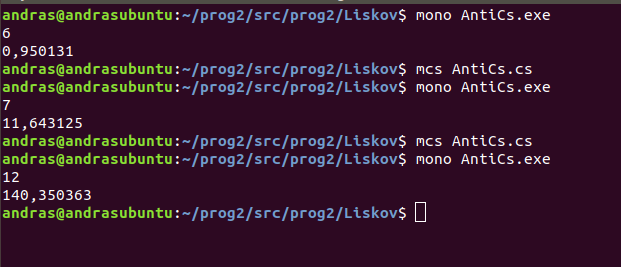 andras@andrasubuntu:~/prog2/src/prog2/Liskov$ mono AntiCs.exe
6
0,950131
andras@andrasubuntu:~/prog2/src/prog2/Liskov$ mcs AntiCs.cs
andras@andrasubuntu:~/prog2/src/prog2/Liskov$ mono AntiCs.exe
7
11,643125
andras@andrasubuntu:~/prog2/src/prog2/Liskov$ mcs AntiCs.cs
andras@andrasubuntu:~/prog2/src/prog2/Liskov$ mono AntiCs.exe
12
140,350363
andras@andrasubuntu:~/prog2/src/prog2/Liskov$